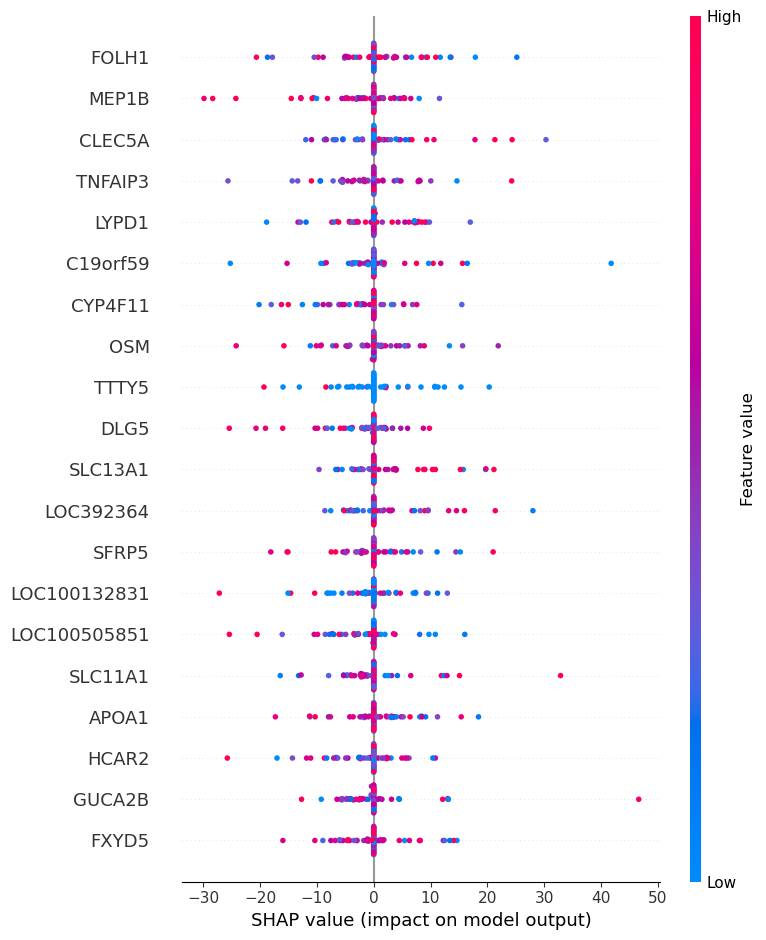 High
FOLH1
MEP1B
CLEC5A
TNFAIP3
LYPD1
C19orf59
CYP4F11
OSM
TTTY5
DLG5
SLC13A1
LOC392364
SFRP5
LOC100132831
LOC100505851
SLC11A1
APOA1
HCAR2
GUCA2B
FXYD5
Feature value
Low
−30 −20 −10 0 10 20 30 40 50
SHAP value (impact on model output)